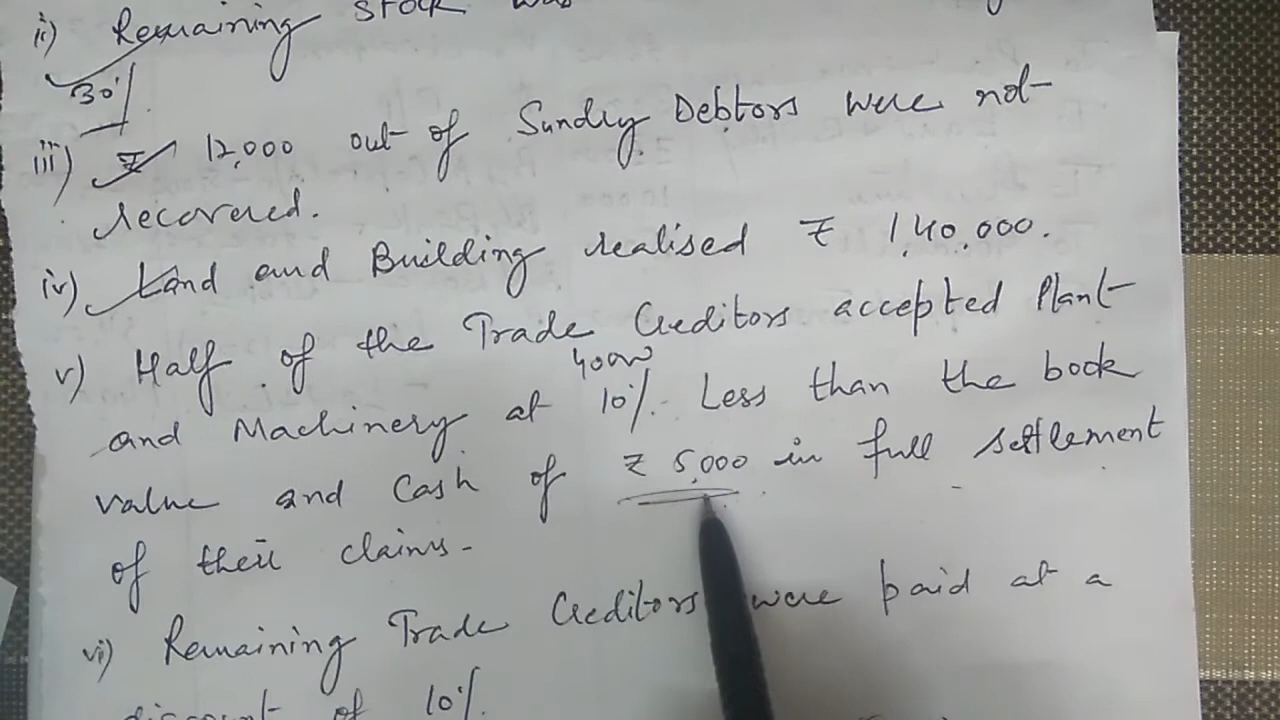 ii) Remaining stock was
30%.
iii) ₹ 12,000 out of Sundry Debtors were not
recovered.
iv) Land and Building realised ₹ 1,40,000.
v) Half of the Trade Creditors accepted Plant
4000
and Machinery at 10% Less than the book
value and Cash of ₹ 5,000 in full settlement
of their claims.
vi) Remaining Trade Creditors were paid at a
discount of 10%.